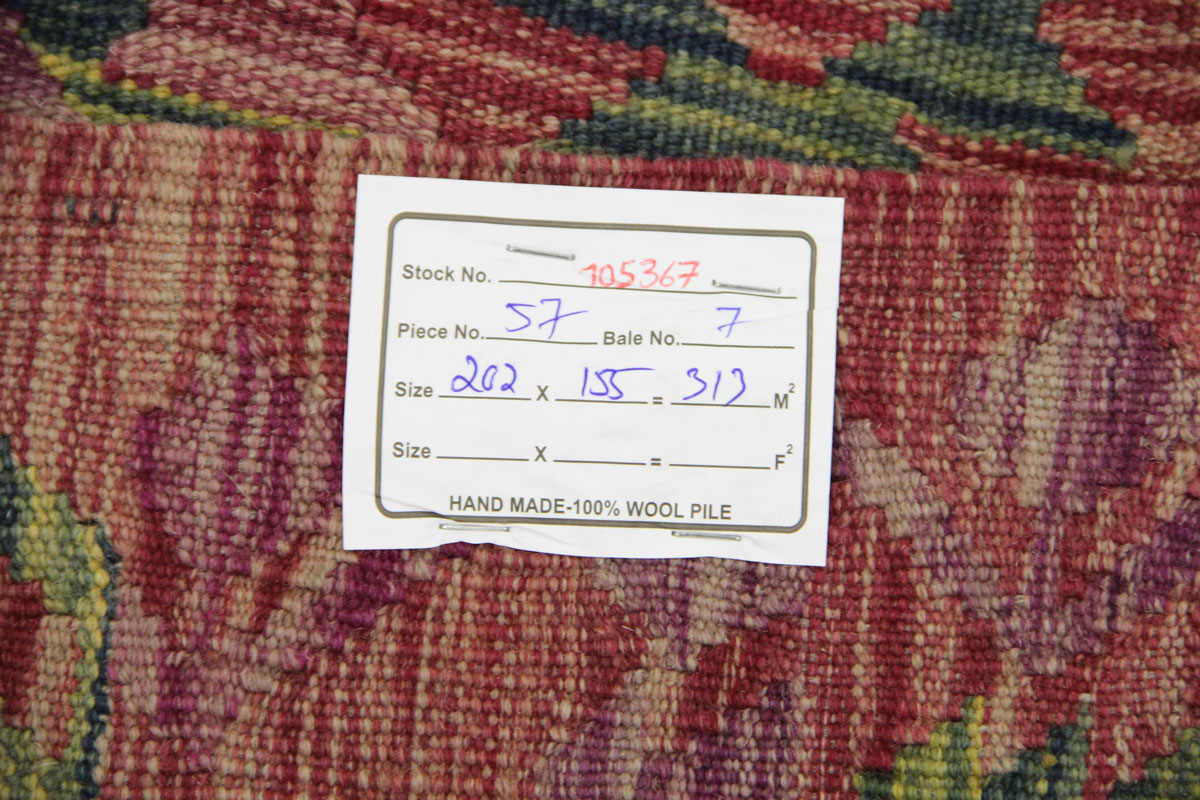 Stock No. 105367
Piece No. 57 Bale No. 7
Size 202 X 155 = 313 M²
Size X = F²
HAND MADE-100% WOOL PILE